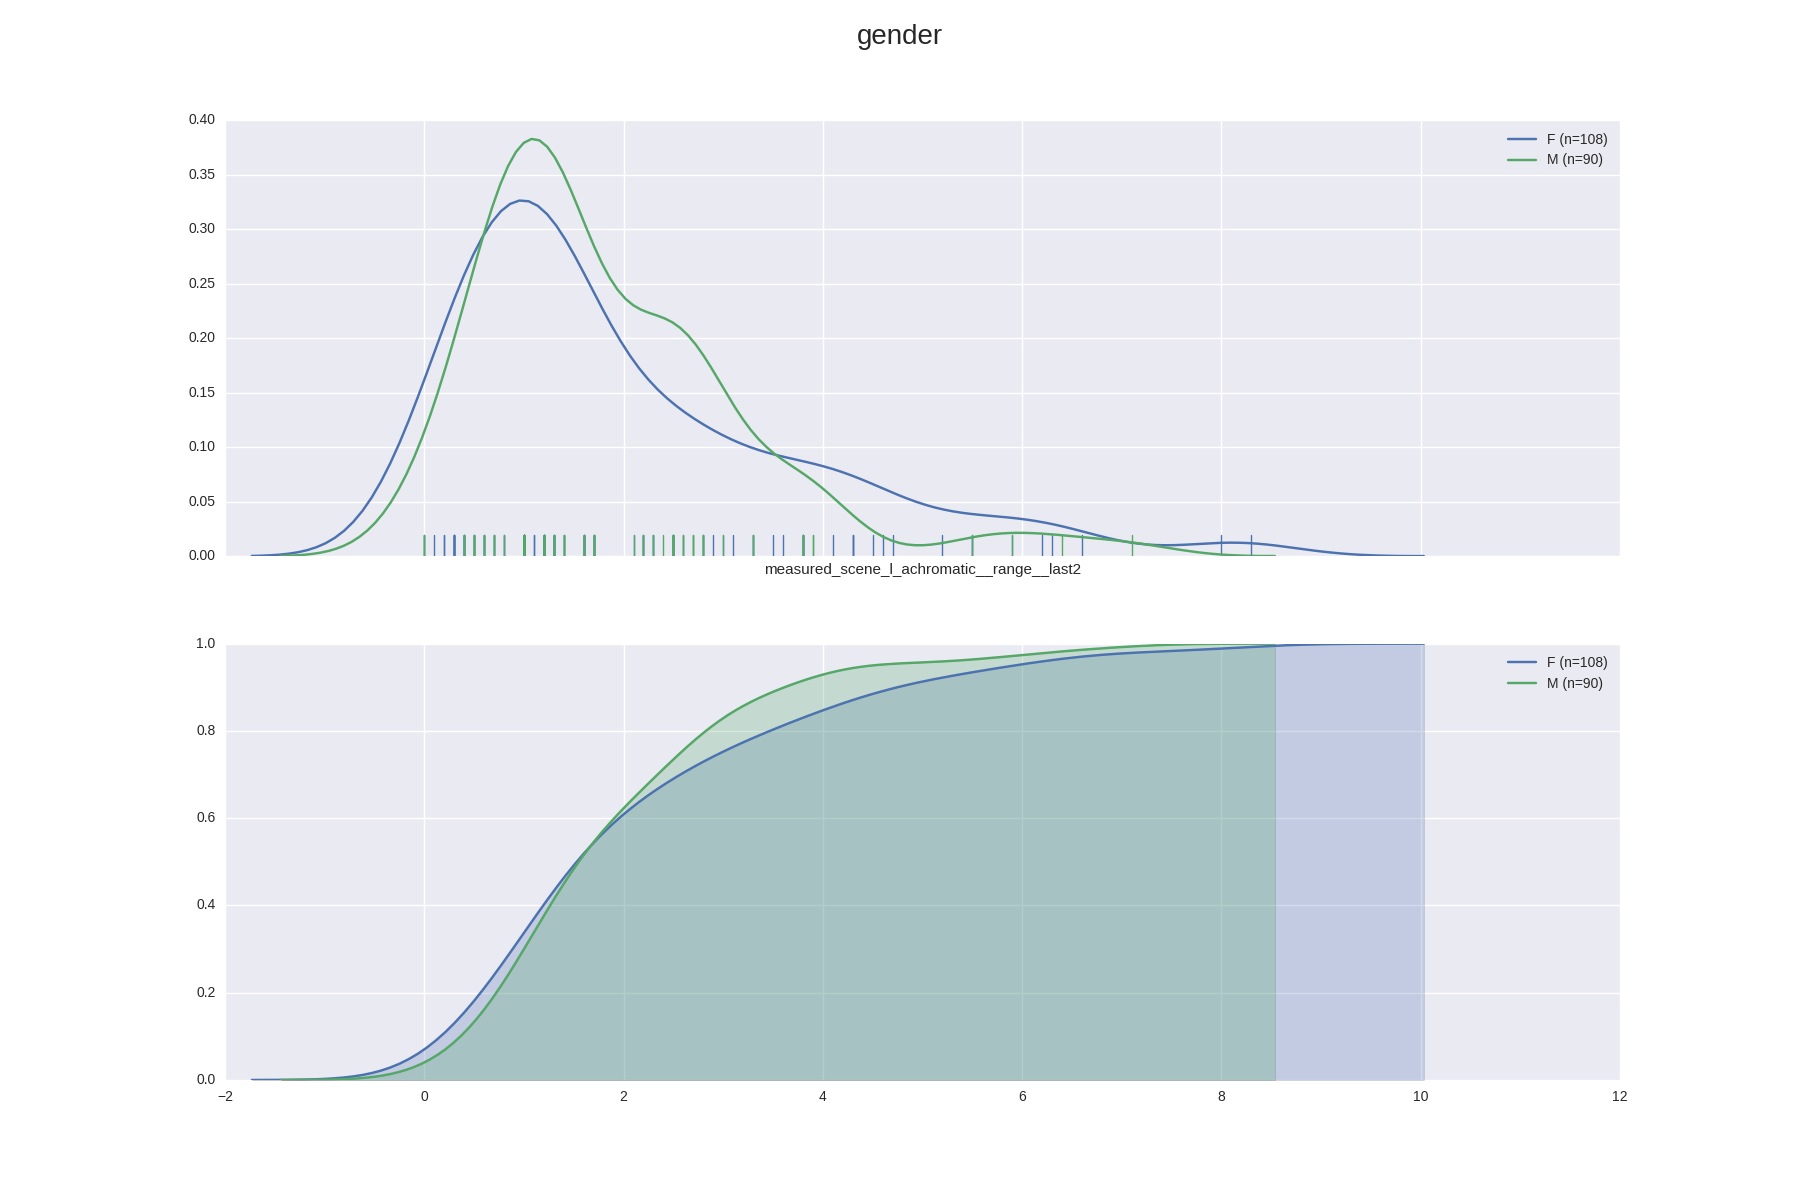 gender
0.40
0.35
0.30
0.25
0.20
0.15
0.10
0.05
0.00
F (n=108)
M (n=90)
measured_scene_l_achromatic__range__last2
1.0
0.8
0.6
0.4
0.2
0.0
F (n=108)
M (n=90)
−2 0 2 4 6 8 10 12